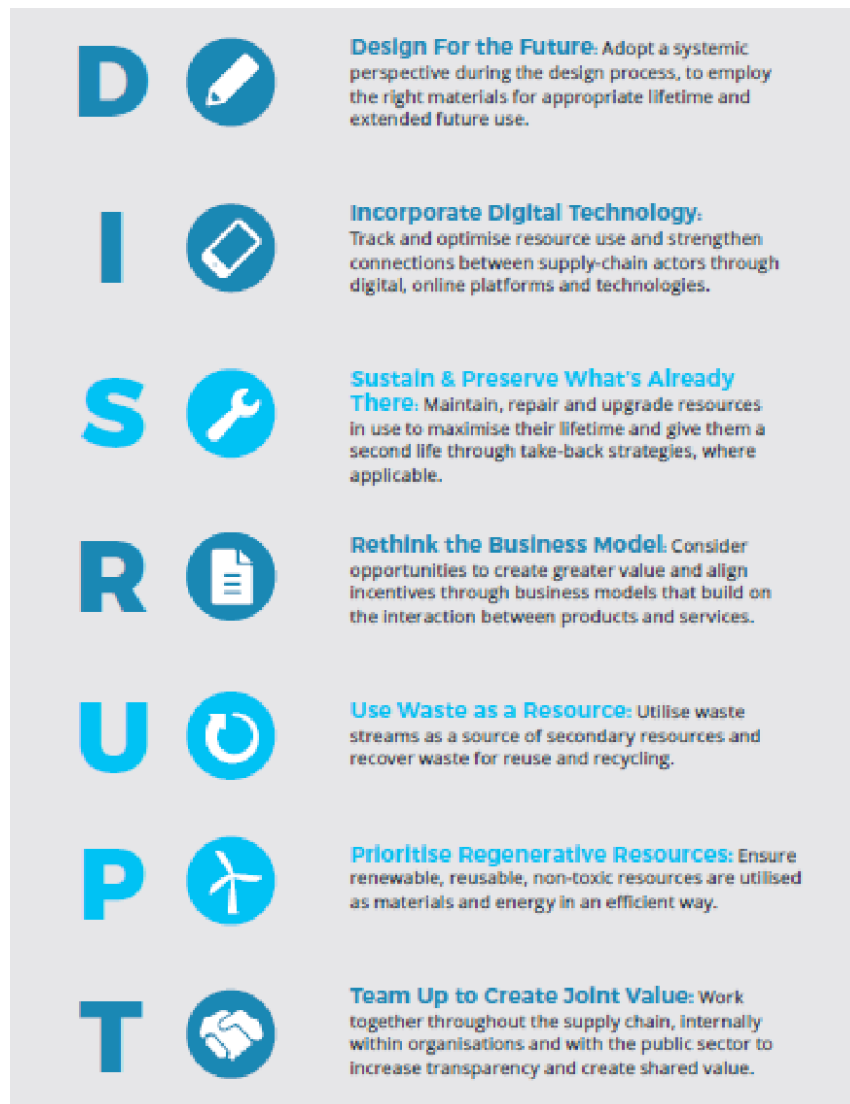 D
Design For the Future: Adopt a systemic
perspective during the design process, to employ
the right materials for appropriate lifetime and
extended future use.
I
Incorporate Digital Technology:
Track and optimise resource use and strengthen
connections between supply-chain actors through
digital, online platforms and technologies.
S
Sustain & Preserve What's Already
There: Maintain, repair and upgrade resources
in use to maximise their lifetime and give them a
second life through take-back strategies, where
applicable.
R
Rethink the Business Model: Consider
opportunities to create greater value and align
incentives through business models that build on
the interaction between products and services.
U
Use Waste as a Resource: Utilise waste
streams as a source of secondary resources and
recover waste for reuse and recycling.
P
Prioritise Regenerative Resources: Ensure
renewable, reusable, non-toxic resources are utilised
as materials and energy in an efficient way.
T
Team Up to Create Joint Value: Work
together throughout the supply chain, internally
within organisations and with the public sector to
increase transparency and create shared value.